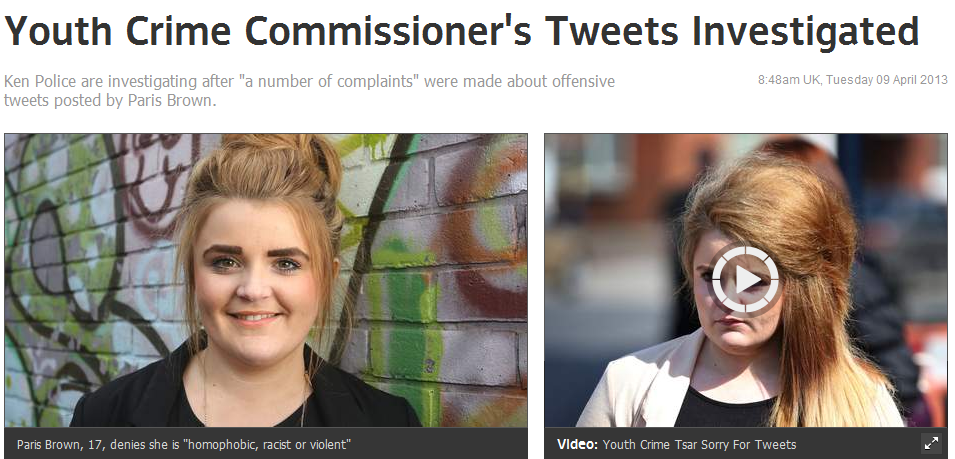 Youth Crime Commissioner's Tweets Investigated
Ken Police are investigating after "a number of complaints" were made about offensive
tweets posted by Paris Brown.
8:48am UK, Tuesday 09 April 2013
Paris Brown, 17, denies she is "homophobic, racist or violent"
Video: Youth Crime Tsar Sorry For Tweets